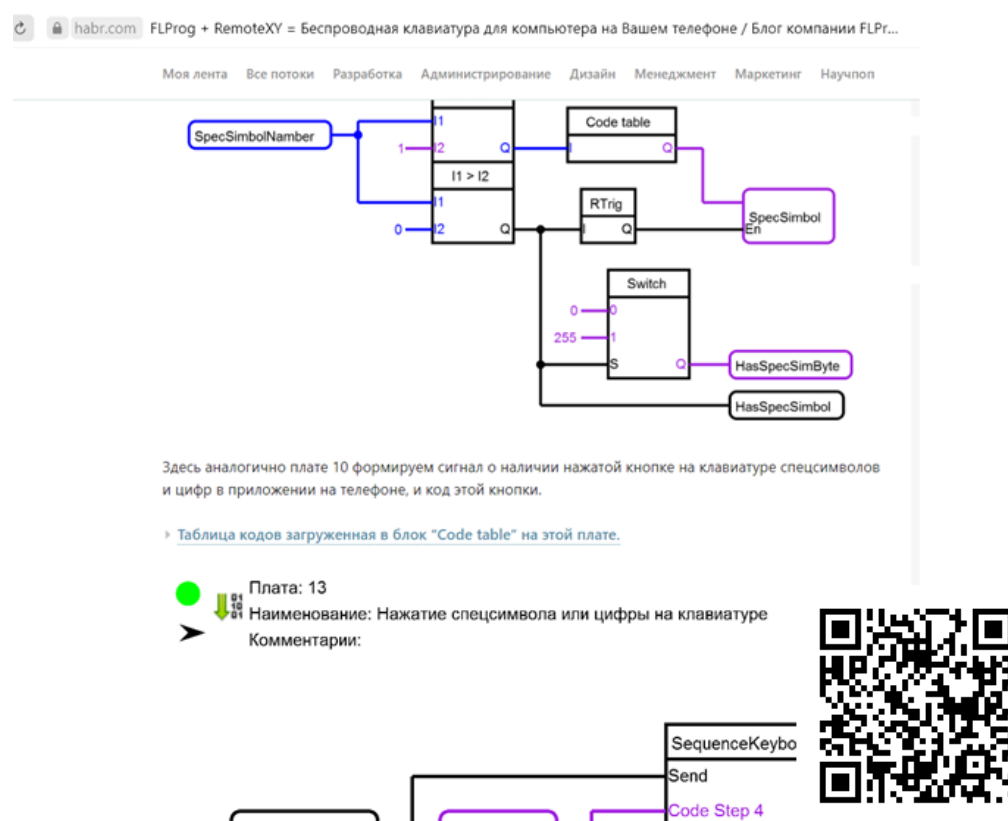 habr.com FLProg + RemoteXY = Беспроводная клавиатура для компьютера на Вашем телефоне / Блог компании FLPr...
Моя лента Все потоки Разработка Администрирование Дизайн Менеджмент Маркетинг Научпоп
SpecSimbolNamber
I1
1 I2 Q
I1 > I2
I1
0 I2 Q
Code table
I Q
RTrig
I Q
SpecSimbol
En
Switch
0 0
255 1
S Q
HasSpecSimByte
HasSpecSimbol
Здесь аналогично плате 10 формируем сигнал о наличии нажатой кнопке на клавиатуре спецсимволов
и цифр в приложении на телефоне, и код этой кнопки.
Таблица кодов загруженная в блок "Code table" на этой плате.
Плата: 13
Наименование: Нажатие спецсимвола или цифры на клавиатуре
Комментарии:
SequenceKeybo
Send
Code Step 4